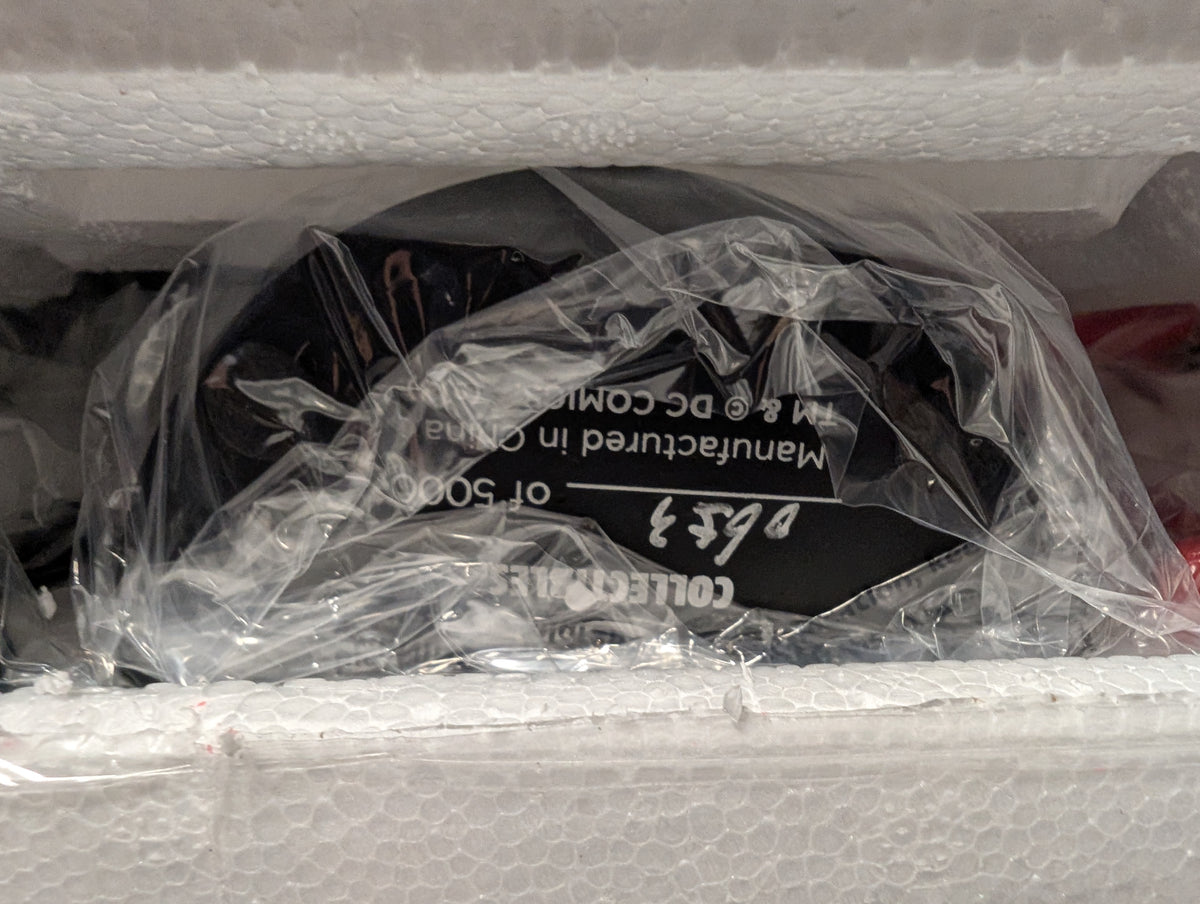 COLLECTIBLES
of 5000
Manufactured in China
TM & © DC COMICS